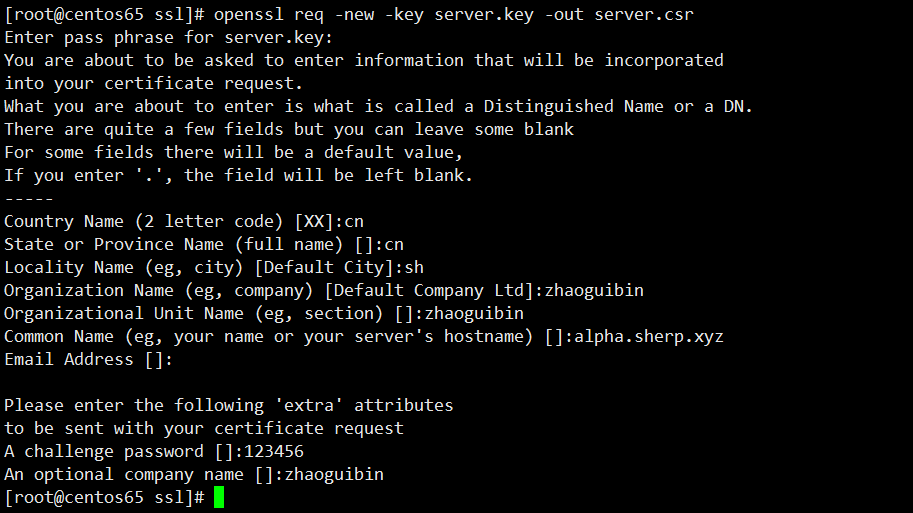 [root@centos65 ssl]# openssl req -new -key server.key -out server.csr
Enter pass phrase for server.key:
You are about to be asked to enter information that will be incorporated
into your certificate request.
What you are about to enter is what is called a Distinguished Name or a DN.
There are quite a few fields but you can leave some blank
For some fields there will be a default value,
If you enter '.', the field will be left blank.
-----
Country Name (2 letter code) [XX]:cn
State or Province Name (full name) []:cn
Locality Name (eg, city) [Default City]:sh
Organization Name (eg, company) [Default Company Ltd]:zhaoguibin
Organizational Unit Name (eg, section) []:zhaoguibin
Common Name (eg, your name or your server's hostname) []:alpha.sherp.xyz
Email Address []:

Please enter the following 'extra' attributes
to be sent with your certificate request
A challenge password []:123456
An optional company name []:zhaoguibin
[root@centos65 ssl]#